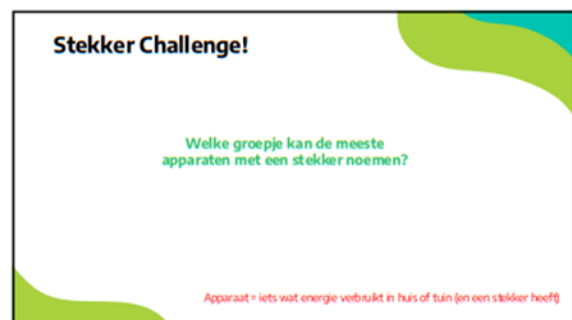 Stekker Challenge!
Welke groepje kan de meeste
apparaten met een stekker noemen?
Apparaat = iets wat energie verbruikt in huis of tuin (en een stekker heeft)